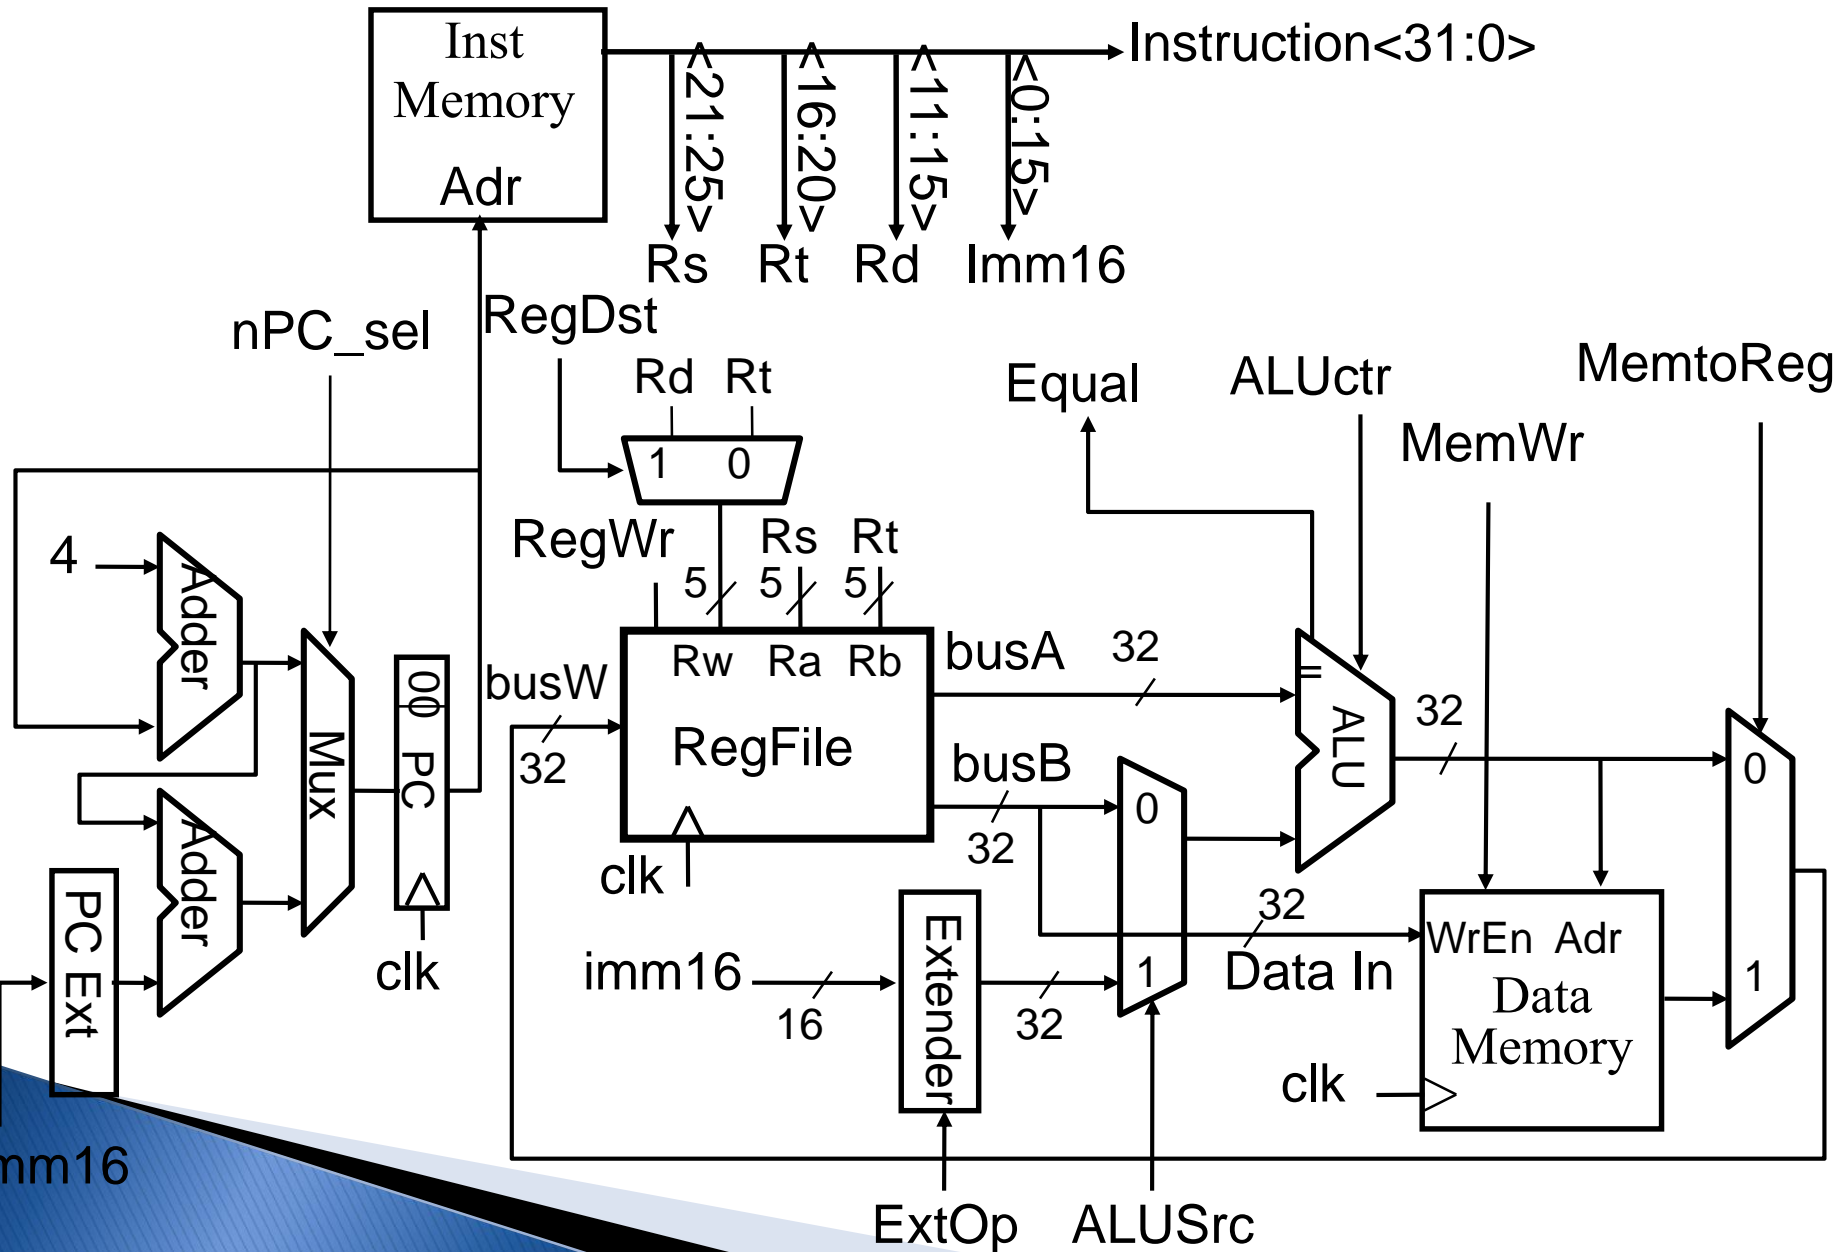 Inst
Memory
Adr
Instruction<31:0>
<21:25>
<16:20>
<11:15>
<0:15>
Rs Rt Rd Imm16
nPC_sel
RegDst
Rd Rt
1 0
Equal
ALUctr
MemWr
MemtoReg
RegWr
Rs Rt
5 5 5
4
Adder
Mux
00
PC
clk
Adder
PC Ext
mm16
busW
32
Rw Ra Rb
RegFile
clk
busA
32
busB
32
imm16
16
Extender
32
ExtOp
0
1
ALUSrc
=
ALU
32
32
Data In
WrEn Adr
Data
Memory
clk
0
1